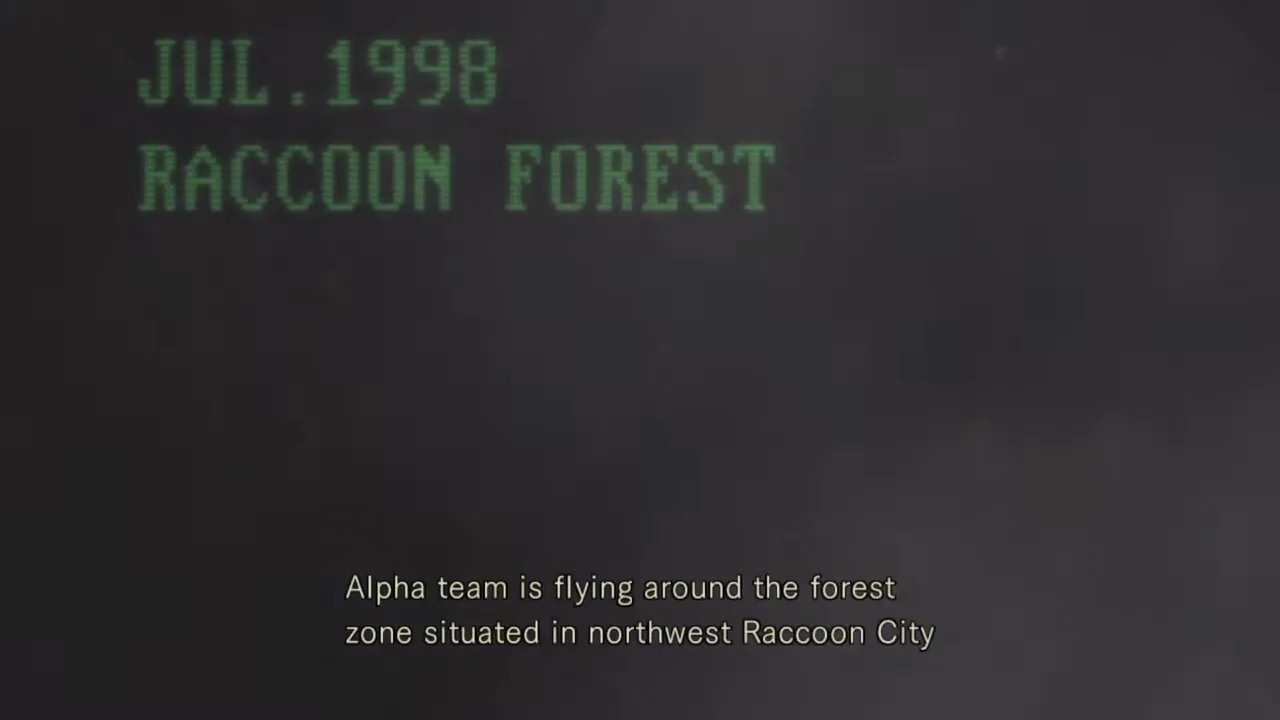 JUL.1998
RACCOON FOREST
Alpha team is flying around the forest
zone situated in northwest Raccoon City